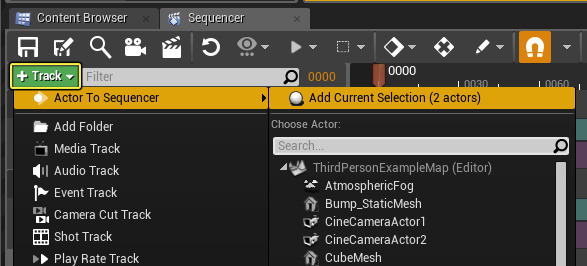 Content Browser Sequencer
+ Track Filter 0000 0000 0030 0060
Actor To Sequencer
Add Current Selection (2 actors)
Choose Actor:
Add Folder
Search...
Media Track
ThirdPersonExampleMap (Editor)
Audio Track
AtmosphericFog
Event Track
Bump_StaticMesh
Camera Cut Track
CineCameraActor1
Shot Track
CineCameraActor2
Play Rate Track
CubeMesh